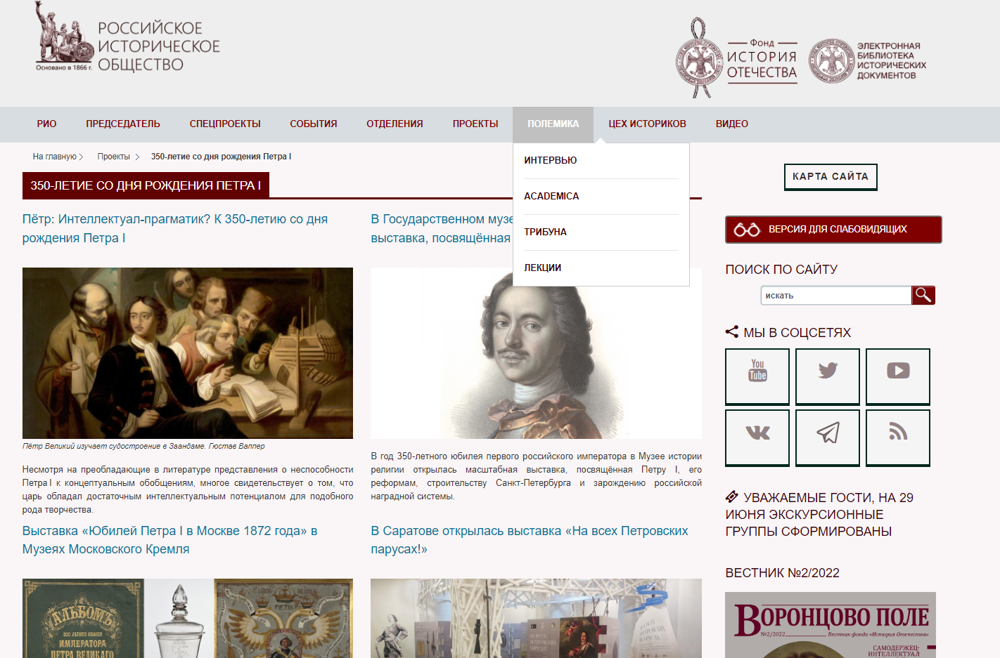 РОССИЙСКОЕ
ИСТОРИЧЕСКОЕ
ОБЩЕСТВО
Основано в 1866 г.
Фонд
ИСТОРИЯ
ОТЕЧЕСТВА
ЭЛЕКТРОННАЯ
БИБЛИОТЕКА
ИСТОРИЧЕСКИХ
ДОКУМЕНТОВ
РИО ПРЕДСЕДАТЕЛЬ СПЕЦПРОЕКТЫ СОБЫТИЯ ОТДЕЛЕНИЯ ПРОЕКТЫ ПОЛЕМИКА ЦЕХ ИСТОРИКОВ ВИДЕО
ИНТЕРВЬЮ
ACADEMICA
ТРИБУНА
ЛЕКЦИИ
На главную Проекты 350-летие со дня рождения Петра I
350-ЛЕТИЕ СО ДНЯ РОЖДЕНИЯ ПЕТРА I
Пётр: Интеллектуал-прагматик? К 350-летию со дня
рождения Петра I
Пётр Великий изучает судостроение в Заандаме. Гюстав Ваппер
Несмотря на преобладающие в литературе представления о неспособности
Петра I к концептуальным обобщениям, многое свидетельствует о том, что
царь обладал достаточным интеллектуальным потенциалом для подобного
рода творчества.
В Государственном музе
выставка, посвящённая
В год 350-летного юбилея первого российского императора в Музее истории
религии открылась масштабная выставка, посвящённая Петру I, его
реформам, строительству Санкт-Петербурга и зарождению российской
наградной системы.
Выставка «Юбилей Петра I в Москве 1872 года» в
Музеях Московского Кремля
АЛЬБОМЪ
200 ЛѢТНЯГО ЮБИЛЕЯ
ИМПЕРАТОРА
ПЕТРА ВЕЛИКАГО
В Саратове открылась выставка «На всех Петровских
парусах!»
НА ВСЕХ
ПЕТРОВСКИХ
ПАРУСАХ
КАРТА САЙТА
ВЕРСИЯ ДЛЯ СЛАБОВИДЯЩИХ
ПОИСК ПО САЙТУ
искать
МЫ В СОЦСЕТЯХ
You
Tube
УВАЖАЕМЫЕ ГОСТИ, НА 29
ИЮНЯ ЭКСКУРСИОННЫЕ
ГРУППЫ СФОРМИРОВАНЫ
ВЕСТНИК №2/2022
ВОРОНЦОВО ПОЛЕ
№2/2022 Вестник фонда «История Отечества»
САМОДЕРЖЕЦ-
ИНТЕЛЛЕКТУАЛ